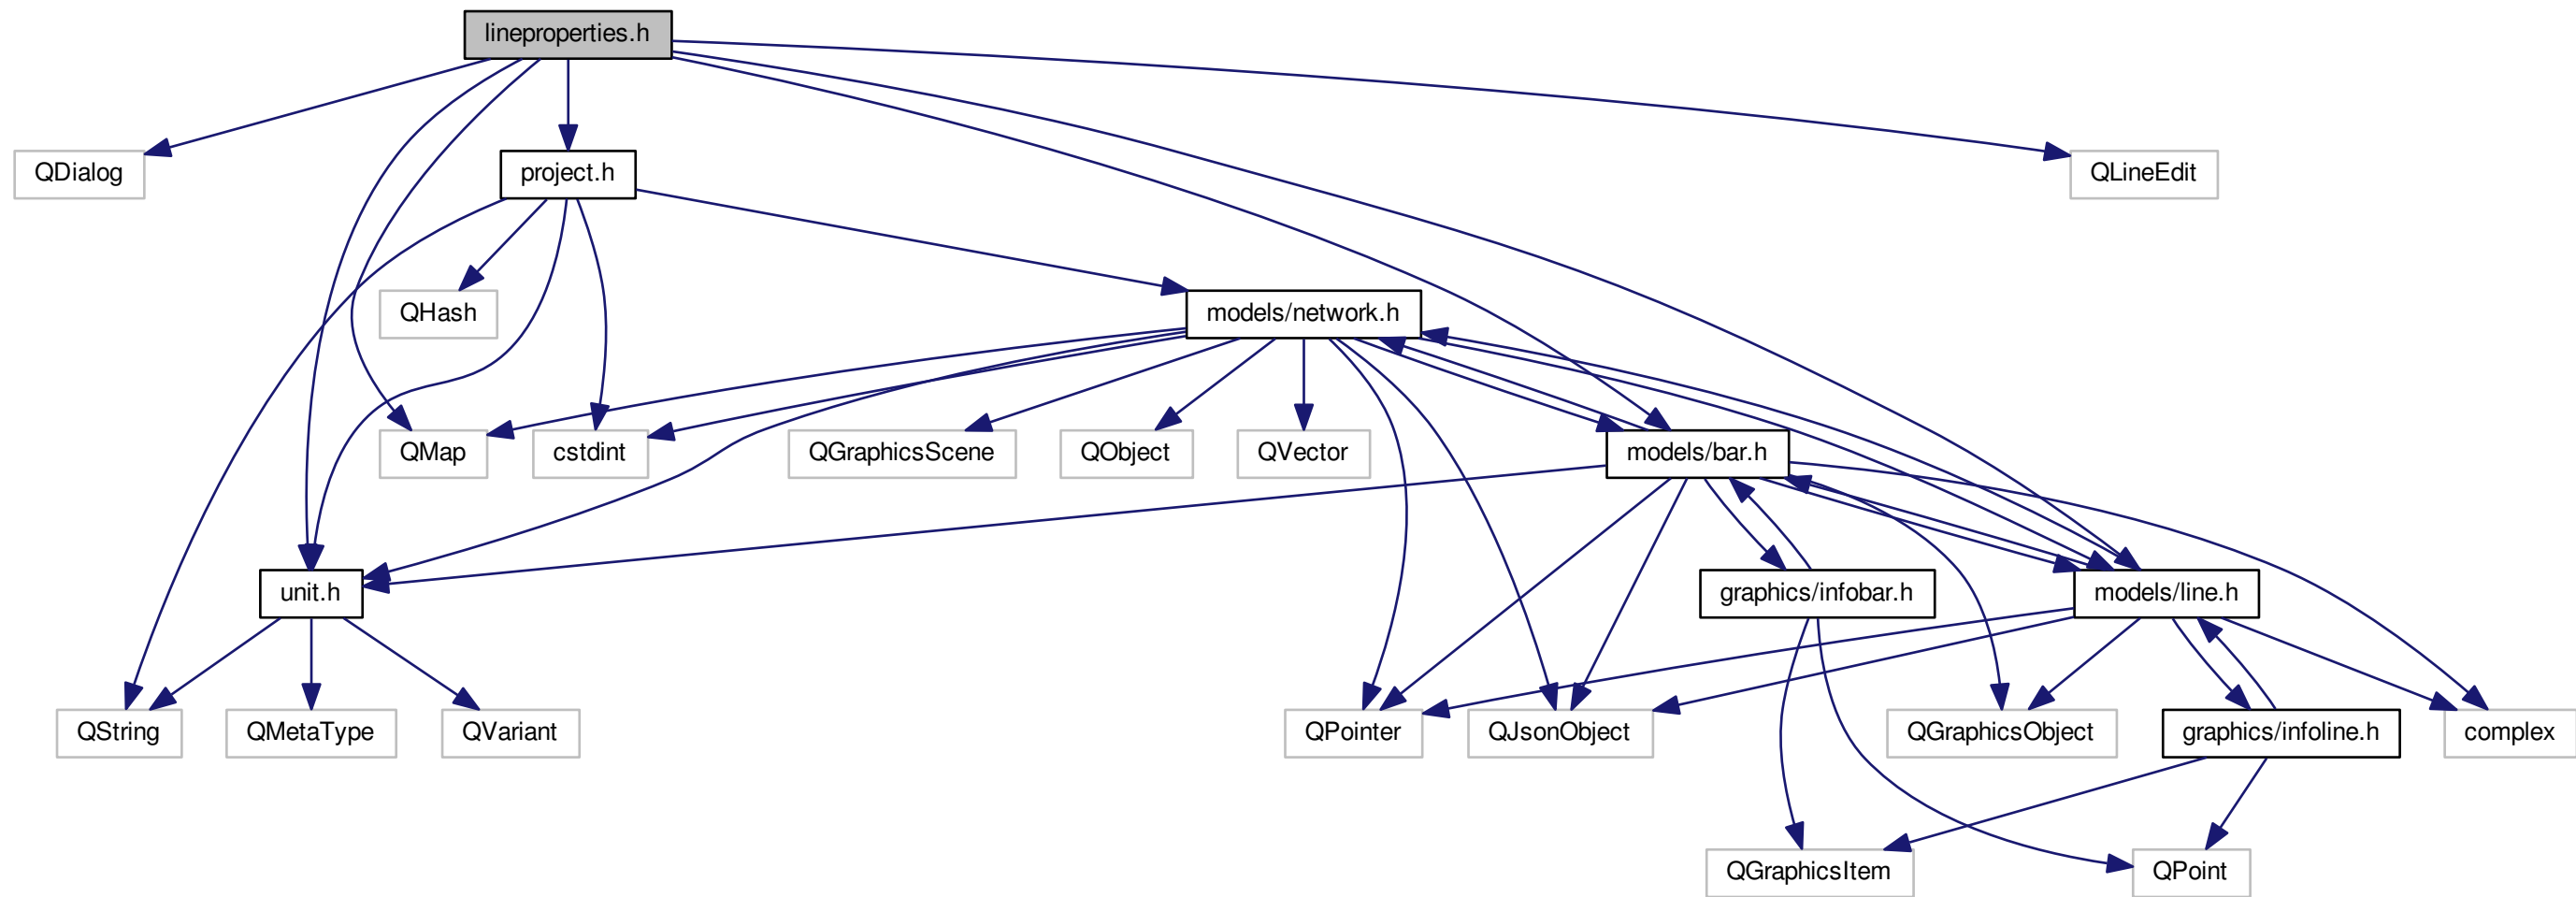 lineproperties.h
QDialog
project.h
QLineEdit
QHash
models/network.h
QMap
cstdint
QGraphicsScene
QObject
QVector
models/bar.h
unit.h
graphics/infobar.h
models/line.h
QString
QMetaType
QVariant
QPointer
QJsonObject
QGraphicsObject
graphics/infoline.h
complex
QGraphicsItem
QPoint